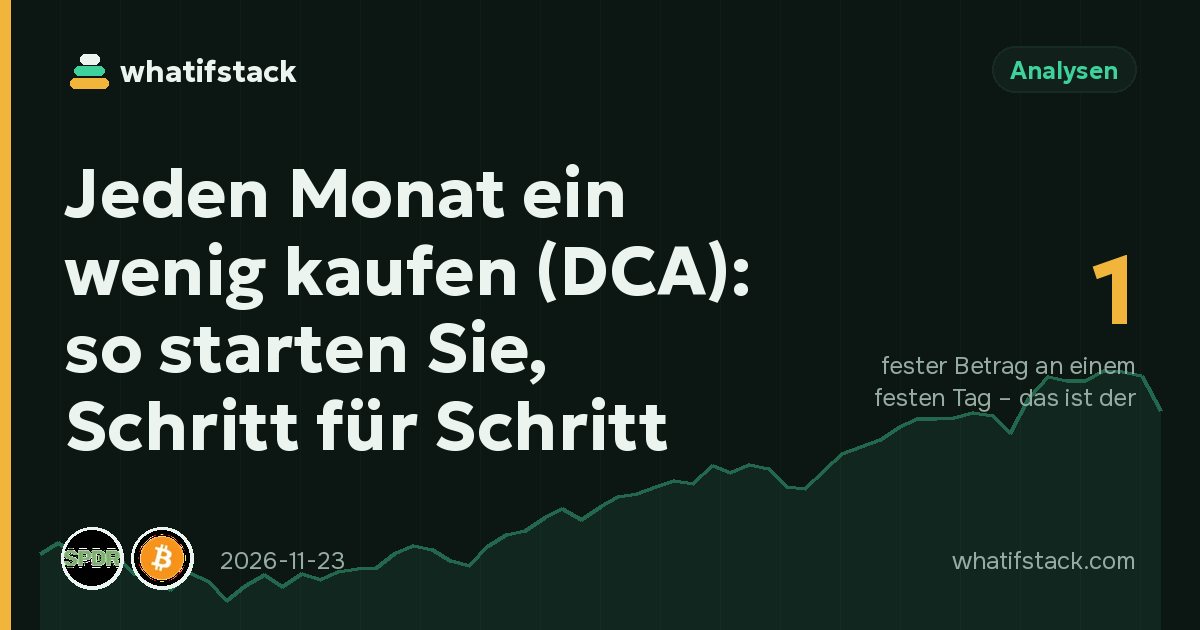 whatifstack
Analysen
Jeden Monat ein
wenig kaufen (DCA):
so starten Sie,
Schritt für Schritt
1
fester Betrag an einem
festen Tag – das ist der
SPDR
2026-11-23
whatifstack.com